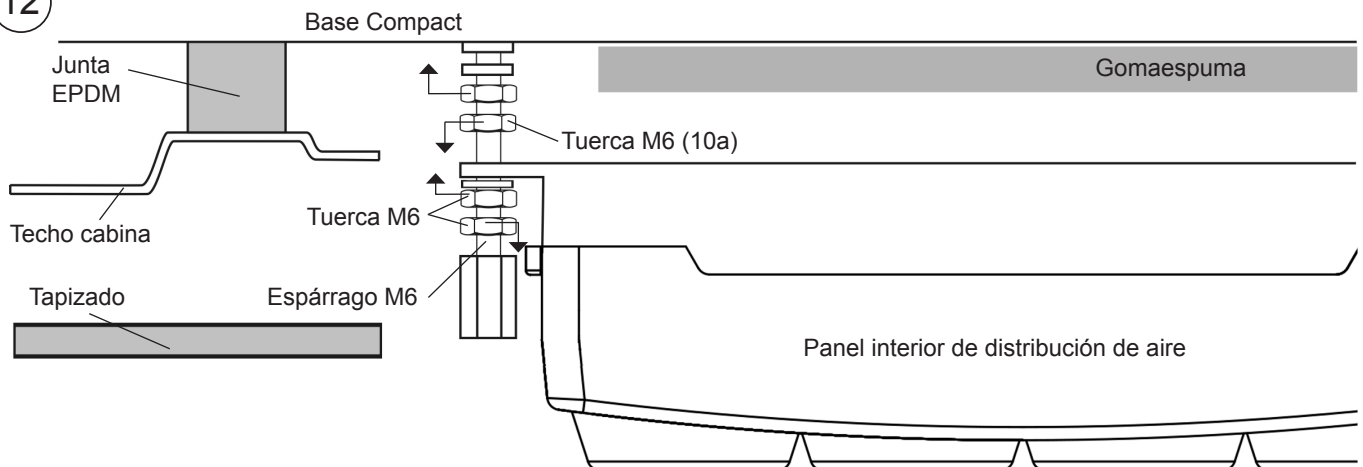 12
Base Compact
Junta
EPDM
Gomaespuma
Tuerca M6 (10a)
Tuerca M6
Techo cabina
Tapizado
Espárrago M6
Panel interior de distribución de aire